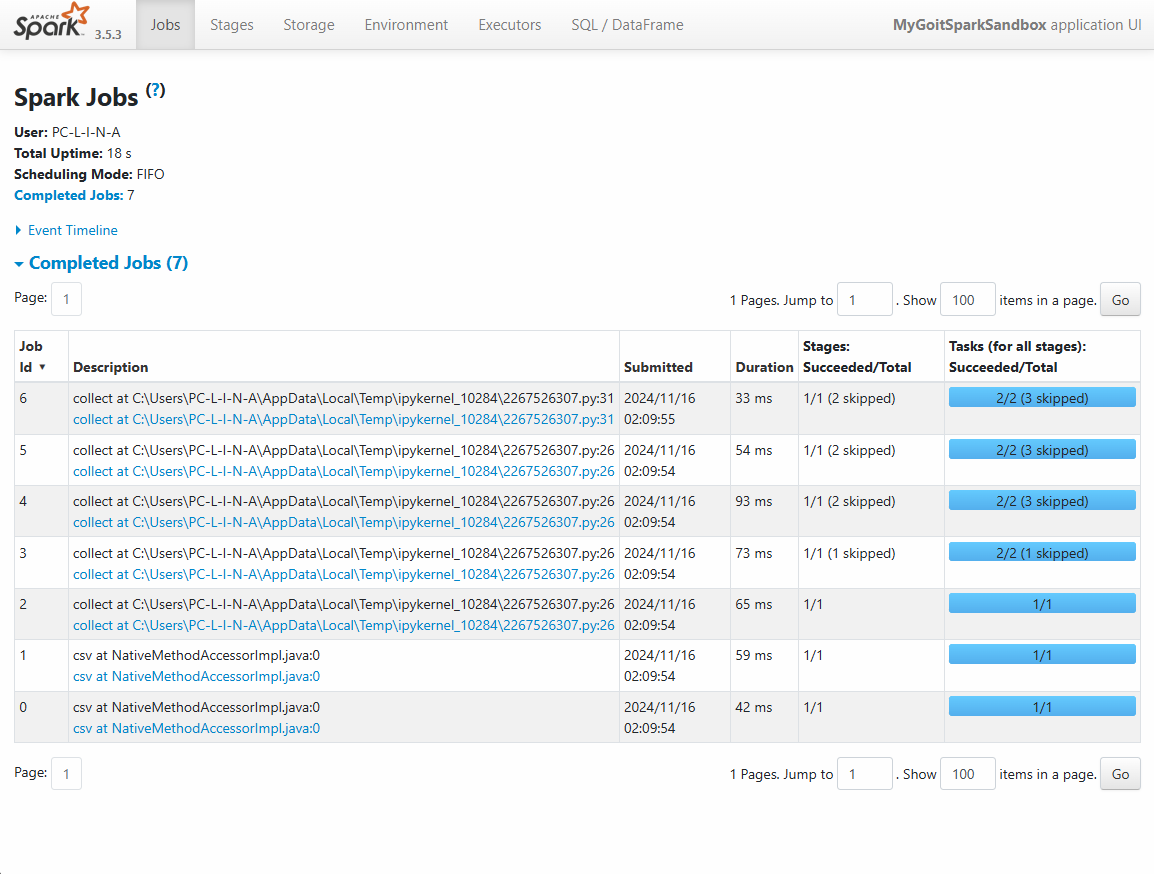 APACHE
Spark 3.5.3 Jobs Stages Storage Environment Executors SQL / DataFrame MyGoitSparkSandbox application UI
Spark Jobs (?)
User: PC-L-I-N-A
Total Uptime: 18 s
Scheduling Mode: FIFO
Completed Jobs: 7
Event Timeline
Completed Jobs (7)
Page: 1 1 Pages. Jump to 1 . Show 100 items in a page. Go
Job Id ▾ Description Submitted Duration Stages: Succeeded/Total Tasks (for all stages): Succeeded/Total
6 collect at C:\Users\PC-L-I-N-A\AppData\Local\Temp\ipykernel_10284\2267526307.py:31 2024/11/16 33 ms 1/1 (2 skipped) 2/2 (3 skipped)
collect at C:\Users\PC-L-I-N-A\AppData\Local\Temp\ipykernel_10284\2267526307.py:31 02:09:55
5 collect at C:\Users\PC-L-I-N-A\AppData\Local\Temp\ipykernel_10284\2267526307.py:26 2024/11/16 54 ms 1/1 (2 skipped) 2/2 (3 skipped)
collect at C:\Users\PC-L-I-N-A\AppData\Local\Temp\ipykernel_10284\2267526307.py:26 02:09:54
4 collect at C:\Users\PC-L-I-N-A\AppData\Local\Temp\ipykernel_10284\2267526307.py:26 2024/11/16 93 ms 1/1 (2 skipped) 2/2 (3 skipped)
collect at C:\Users\PC-L-I-N-A\AppData\Local\Temp\ipykernel_10284\2267526307.py:26 02:09:54
3 collect at C:\Users\PC-L-I-N-A\AppData\Local\Temp\ipykernel_10284\2267526307.py:26 2024/11/16 73 ms 1/1 (1 skipped) 2/2 (1 skipped)
collect at C:\Users\PC-L-I-N-A\AppData\Local\Temp\ipykernel_10284\2267526307.py:26 02:09:54
2 collect at C:\Users\PC-L-I-N-A\AppData\Local\Temp\ipykernel_10284\2267526307.py:26 2024/11/16 65 ms 1/1 1/1
collect at C:\Users\PC-L-I-N-A\AppData\Local\Temp\ipykernel_10284\2267526307.py:26 02:09:54
1 csv at NativeMethodAccessorImpl.java:0 2024/11/16 59 ms 1/1 1/1
csv at NativeMethodAccessorImpl.java:0 02:09:54
0 csv at NativeMethodAccessorImpl.java:0 2024/11/16 42 ms 1/1 1/1
csv at NativeMethodAccessorImpl.java:0 02:09:54
Page: 1 1 Pages. Jump to 1 . Show 100 items in a page. Go